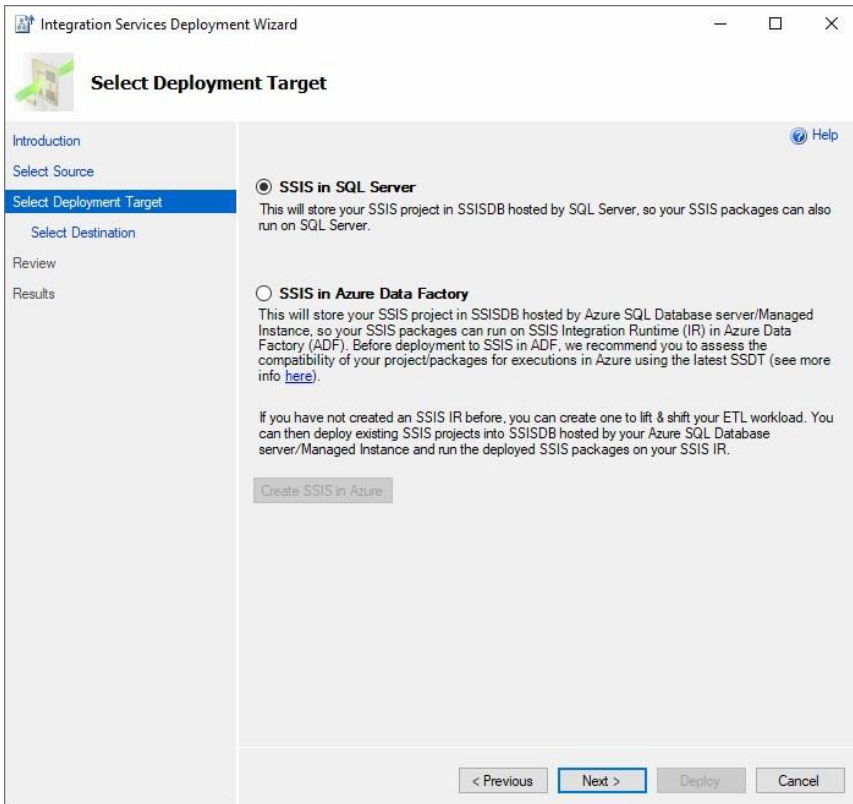 Integration Services Deployment Wizard
Select Deployment Target
Help
Introduction
Select Source
Select Deployment Target
Select Destination
Review
Results
SSIS in SQL Server
This will store your SSIS project in SSISDB hosted by SQL Server, so your SSIS packages can also
run on SQL Server.
SSIS in Azure Data Factory
This will store your SSIS project in SSISDB hosted by Azure SQL Database server/Managed
Instance, so your SSIS packages can run on SSIS Integration Runtime (IR) in Azure Data
Factory (ADF). Before deployment to SSIS in ADF, we recommend you to assess the
compatibility of your project/packages for executions in Azure using the latest SSDT (see more
info here).
If you have not created an SSIS IR before, you can create one to lift & shift your ETL workload. You
can then deploy existing SSIS projects into SSISDB hosted by your Azure SQL Database
server/Managed Instance and run the deployed SSIS packages on your SSIS IR.
Create SSIS in Azure
< Previous
Next >
Deploy
Cancel